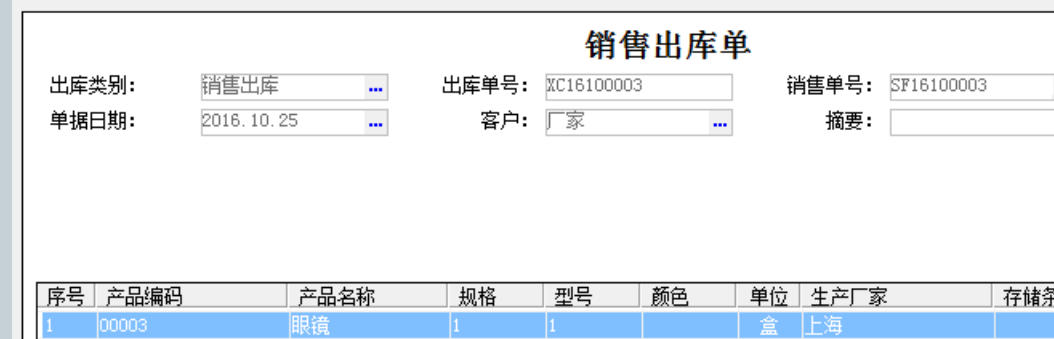 销售出库单
出库类别： 销售出库 ... 出库单号： XC16100003 销售单号： SF16100003
单据日期： 2016.10.25 ... 客户： 厂家 ... 摘要：
序号 产品编码 产品名称 规格 型号 颜色 单位 生产厂家 存储
1 00003 眼镜 1 1 盒 上海